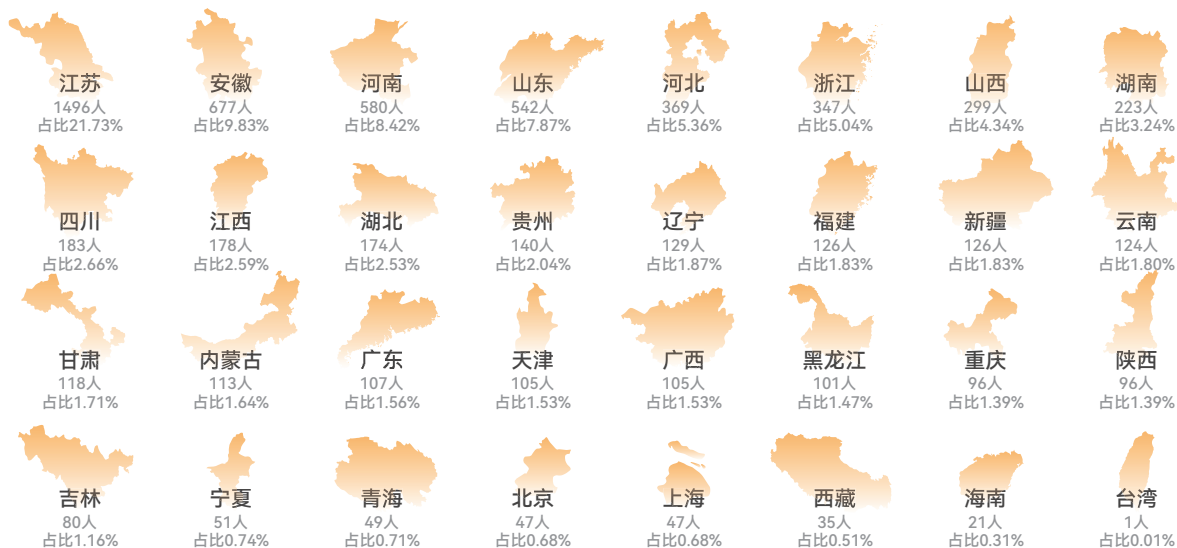 江苏 安徽 河南 山东 河北 浙江 山西 湖南
1496人 677人 580人 542人 369人 347人 299人 223人
占比21.73% 占比9.83% 占比8.42% 占比7.87% 占比5.36% 占比5.04% 占比4.34% 占比3.24%
四川 江西 湖北 贵州 辽宁 福建 新疆 云南
183人 178人 174人 140人 129人 126人 126人 124人
占比2.66% 占比2.59% 占比2.53% 占比2.04% 占比1.87% 占比1.83% 占比1.83% 占比1.80%
甘肃 内蒙古 广东 天津 广西 黑龙江 重庆 陕西
118人 113人 107人 105人 105人 101人 96人 96人
占比1.71% 占比1.64% 占比1.56% 占比1.53% 占比1.53% 占比1.47% 占比1.39% 占比1.39%
吉林 宁夏 青海 北京 上海 西藏 海南 台湾
80人 51人 49人 47人 47人 35人 21人 1人
占比1.16% 占比0.74% 占比0.71% 占比0.68% 占比0.68% 占比0.51% 占比0.31% 占比0.01%